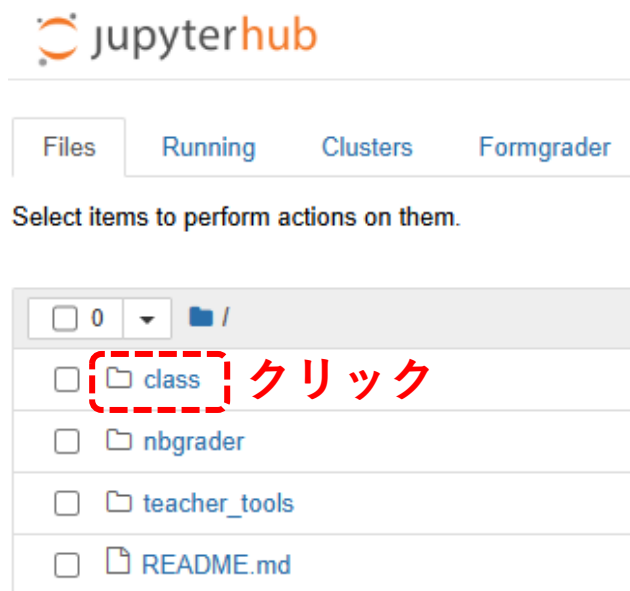 jupyterhub
Files Running Clusters Formgrader
Select items to perform actions on them.
0 /
class クリック
nbgrader
teacher_tools
README.md